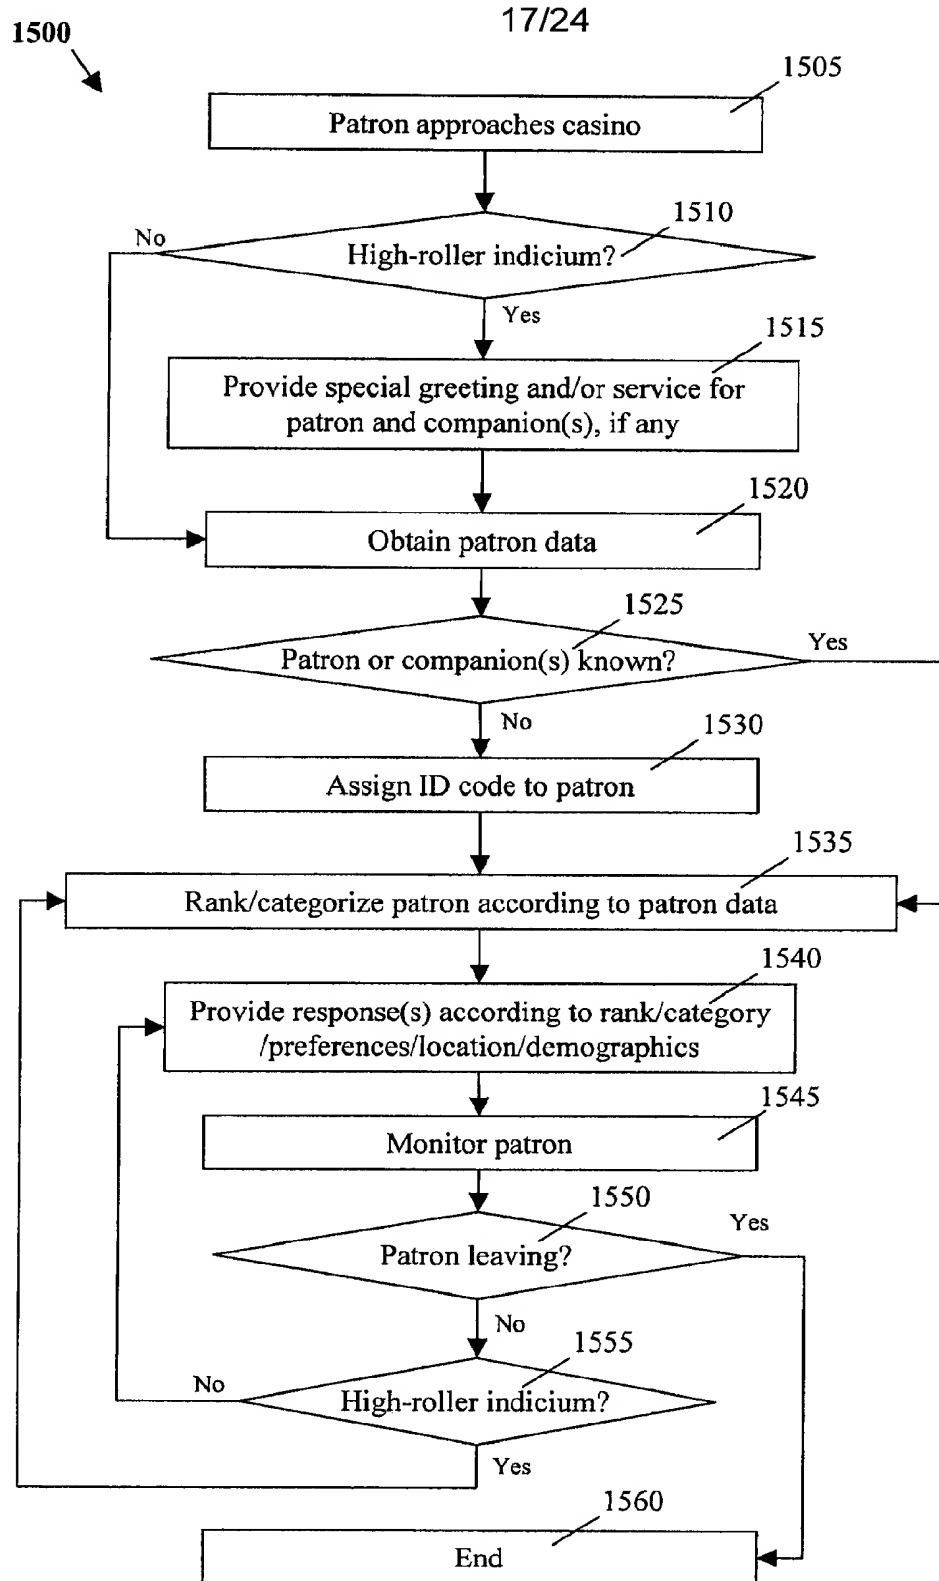 17/24
1500
1505
Patron approaches casino
1510
No
High-roller indicium?
Yes
1515
Provide special greeting and/or service for
patron and companion(s), if any
1520
Obtain patron data
1525
Yes
Patron or companion(s) known?
No
1530
Assign ID code to patron
1535
Rank/categorize patron according to patron data
1540
Provide response(s) according to rank/category
/preferences/location/demographics
1545
Monitor patron
1550
Yes
Patron leaving?
No
1555
No
High-roller indicium?
Yes
1560
End